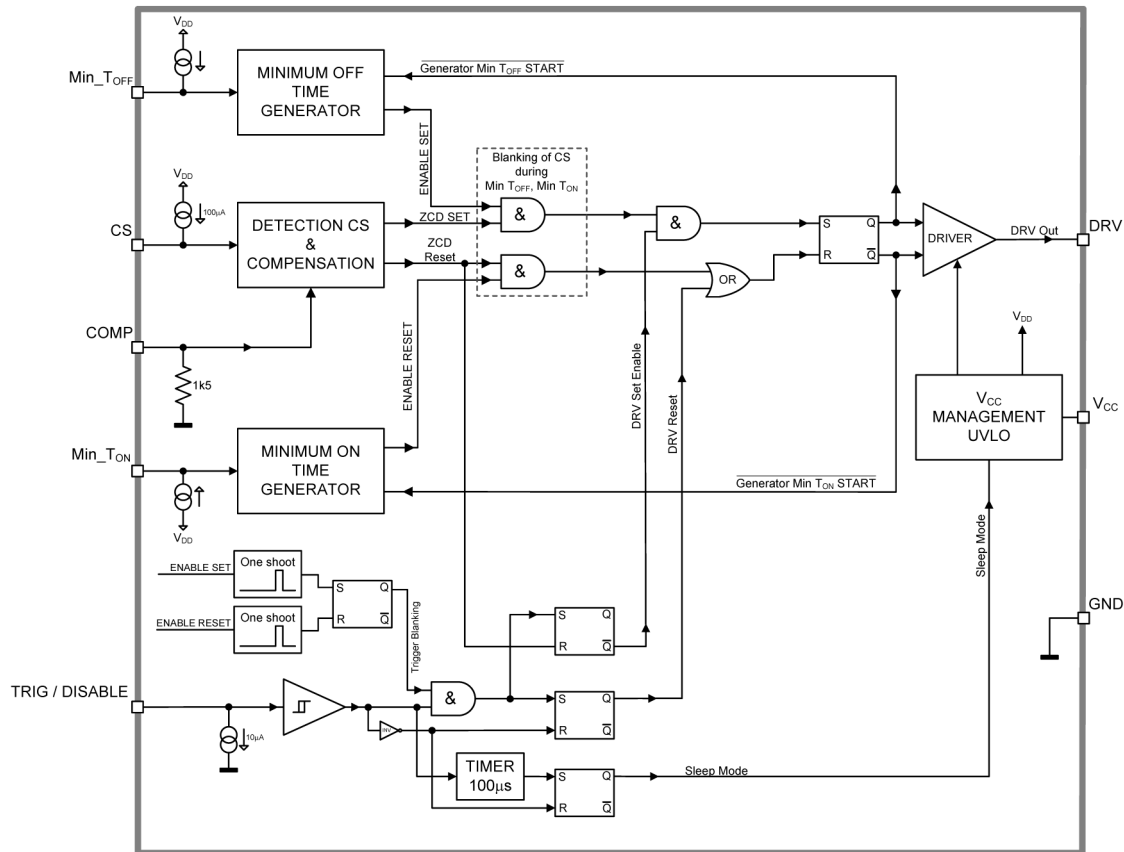 VDD
Min_TOFF
MINIMUM OFF
TIME
GENERATOR
Generator Min TOFF START
ENABLE SET
Blanking of CS
during
Min TOFF, Min TON
VDD
100µA
CS
DETECTION CS
&
COMPENSATION
ZCD SET
ZCD
Reset
&
&
&
OR
S
Q
R
Q
DRIVER
DRV Out
DRV
COMP
1k5
ENABLE RESET
DRV Set Enable
DRV Reset
VDD
VCC
MANAGEMENT
UVLO
VCC
Min_TON
MINIMUM ON
TIME
GENERATOR
Generator Min TON START
VDD
Sleep Mode
ENABLE SET
One shoot
ENABLE RESET
One shoot
S
Q
R
Q
Trigger Blanking
S
Q
R
Q
GND
TRIG / DISABLE
10µA
INV
&
S
Q
R
Q
TIMER
100µs
S
Q
R
Q
Sleep Mode